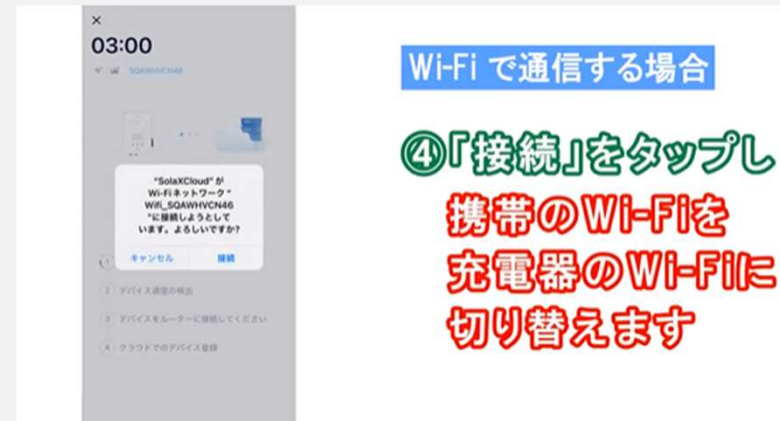 ×
03:00
SQAWHVCN46
"SolaXCloud"が
Wi-Fiネットワーク"
Wifi_SQAWHVCN46
"に接続しようとして
います。よろしいですか?
キャンセル 接続
1
2 デバイス通信の検出
3 デバイスをルーターに接続してください
4 クラウドでのデバイス登録
Wi-Fi で通信する場合
④「接続」をタップし
携帯のWi-Fiを
充電器のWi-Fiに
切り替えます